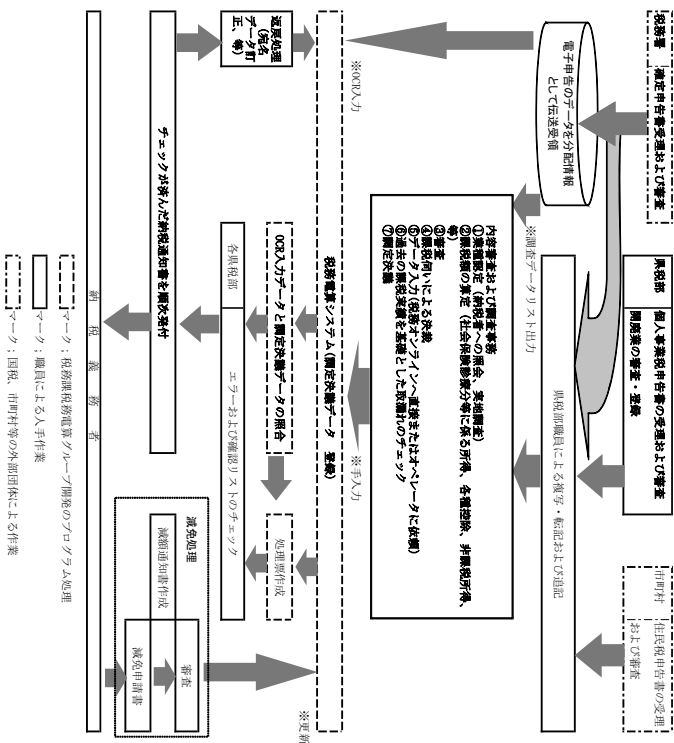 税務署　確定申告書受理および審査
県税部　個人事業税申告書の受理および審査
開廃業の審査・登録
市町村　住民税申告書の受理
および審査
電子申告のデータを分配情報
として伝送受領
県税部職員による複写・転記および追記
※調査データリスト出力
内容審査および調査事務
①業種認定（納税者への照会、実地調査）
②課税額の算定（社会保険診療分等に係る所得、各種控除、非課税所得、
等）
③審査
④課税伺いによる決裁
⑤データ入力（税務オンラインへ直接またはオペレータに依頼）
⑥過去の課税実績を基礎とした取漏れのチェック
⑦調定決議
※OCR入力
※手入力
税務電算システム（調定決議データ　登録）
※更新
返戻処理
（宛名
データ訂
正、等）
OCR入力データと調定決議データの照合
処理票作成
各県税部　エラーおよび確認リストのチェック
チェックが済んだ納税通知書を順次発付
減免処理
減額通知書作成
審査
減免申請書
納　税　義　務　者
マーク；税務課税務電算グループ開発のプログラム処理
マーク；職員による人手作業
マーク；国税、市町村等の外部団体による作業